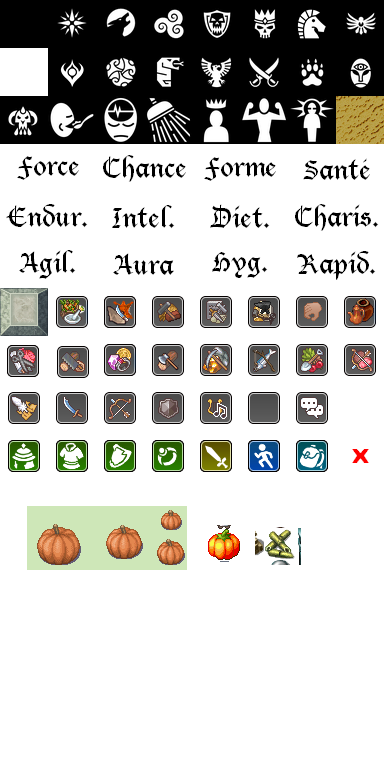 Force Chance Forme Santé
Endur. Intel. Diet. Charis.
Agil. Aura Hyg. Rapid.